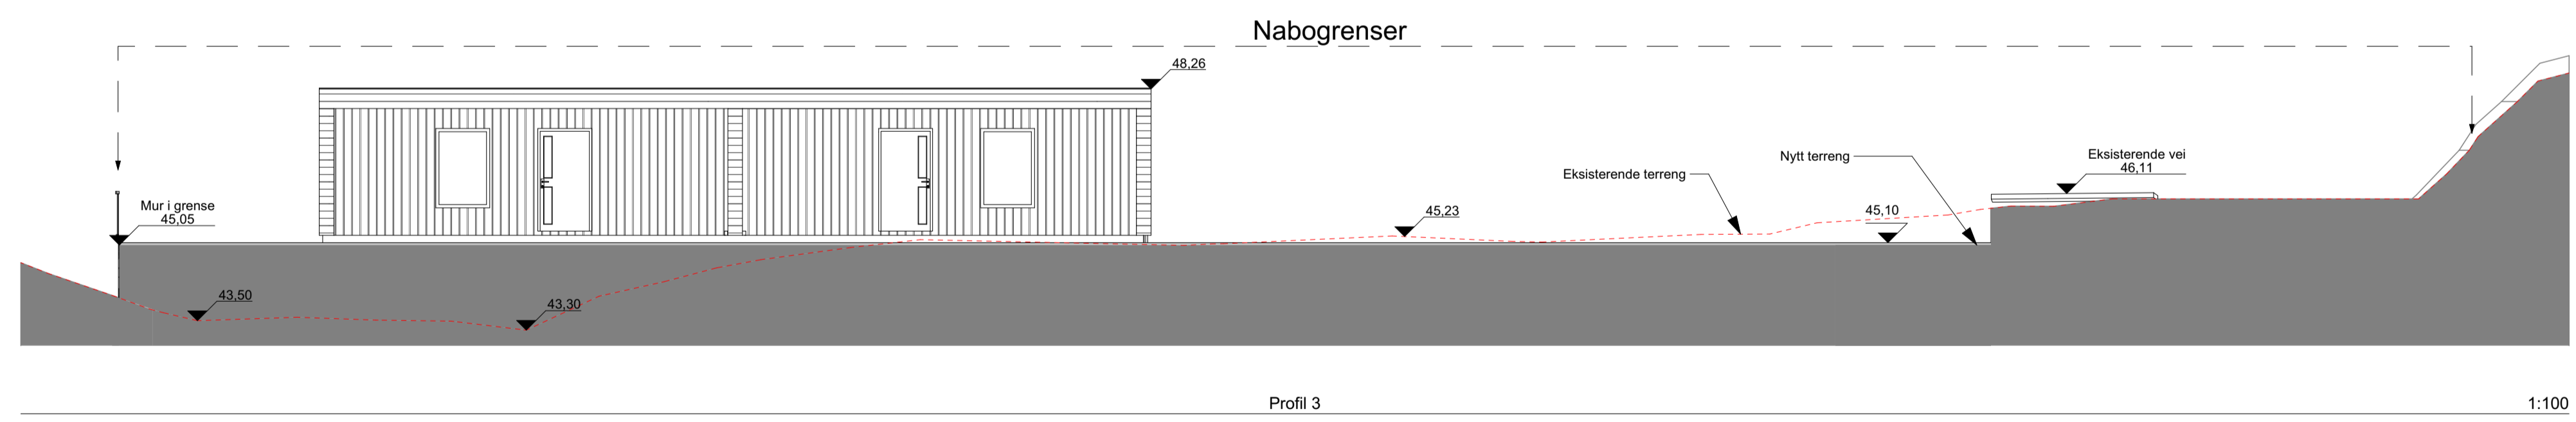 Nabogrenser
48,26
Mur i grense
45,05
43,50
43,30
45,23
Eksisterende terreng
Nytt terreng
45,10
Eksisterende vei
46,11
Profil 3
1:100